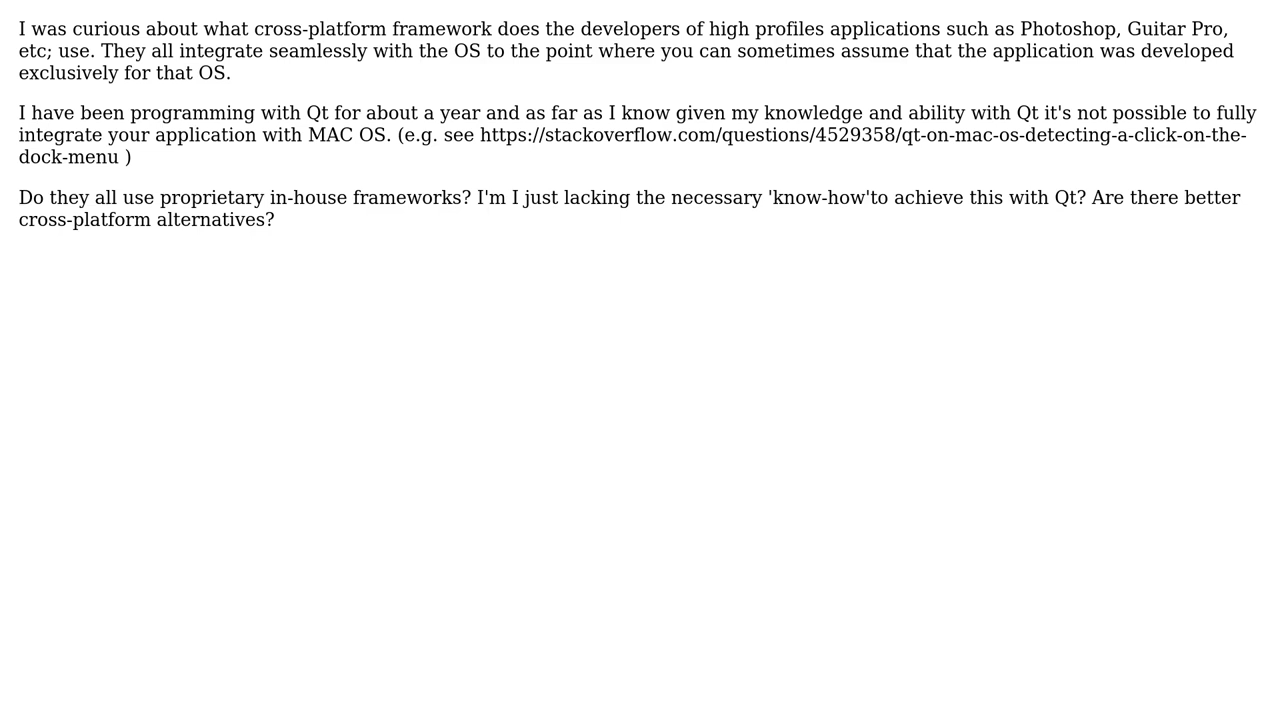 I was curious about what cross-platform framework does the developers of high profiles applications such as Photoshop, Guitar Pro,
etc; use. They all integrate seamlessly with the OS to the point where you can sometimes assume that the application was developed
exclusively for that OS.
I have been programming with Qt for about a year and as far as I know given my knowledge and ability with Qt it's not possible to fully
integrate your application with MAC OS. (e.g. see https://stackoverflow.com/questions/4529358/qt-on-mac-os-detecting-a-click-on-the-
dock-menu )
Do they all use proprietary in-house frameworks? I'm I just lacking the necessary 'know-how'to achieve this with Qt? Are there better
cross-platform alternatives?